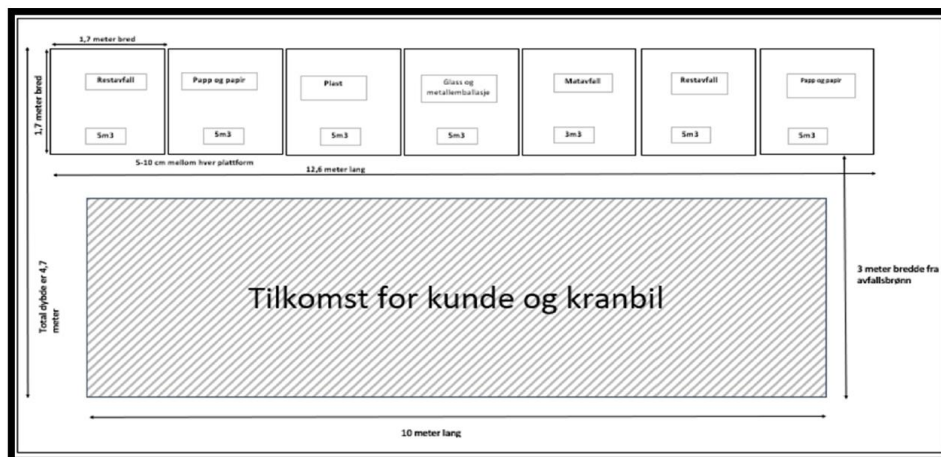 1,7 meter bred
1,7 meter bred
Restavfall
Papp og papir
Plast
Glass og
metallemballasje
Matavfall
Restavfall
Papp og papir
5m3
5m3
5m3
5m3
3m3
5m3
5m3
5-10 cm mellom hver plattform
12,6 meter lang
Total dybde er 4,7
meter
Tilkomst for kunde og kranbil
3 meter bredde fra
avfallsbrønn
10 meter lang